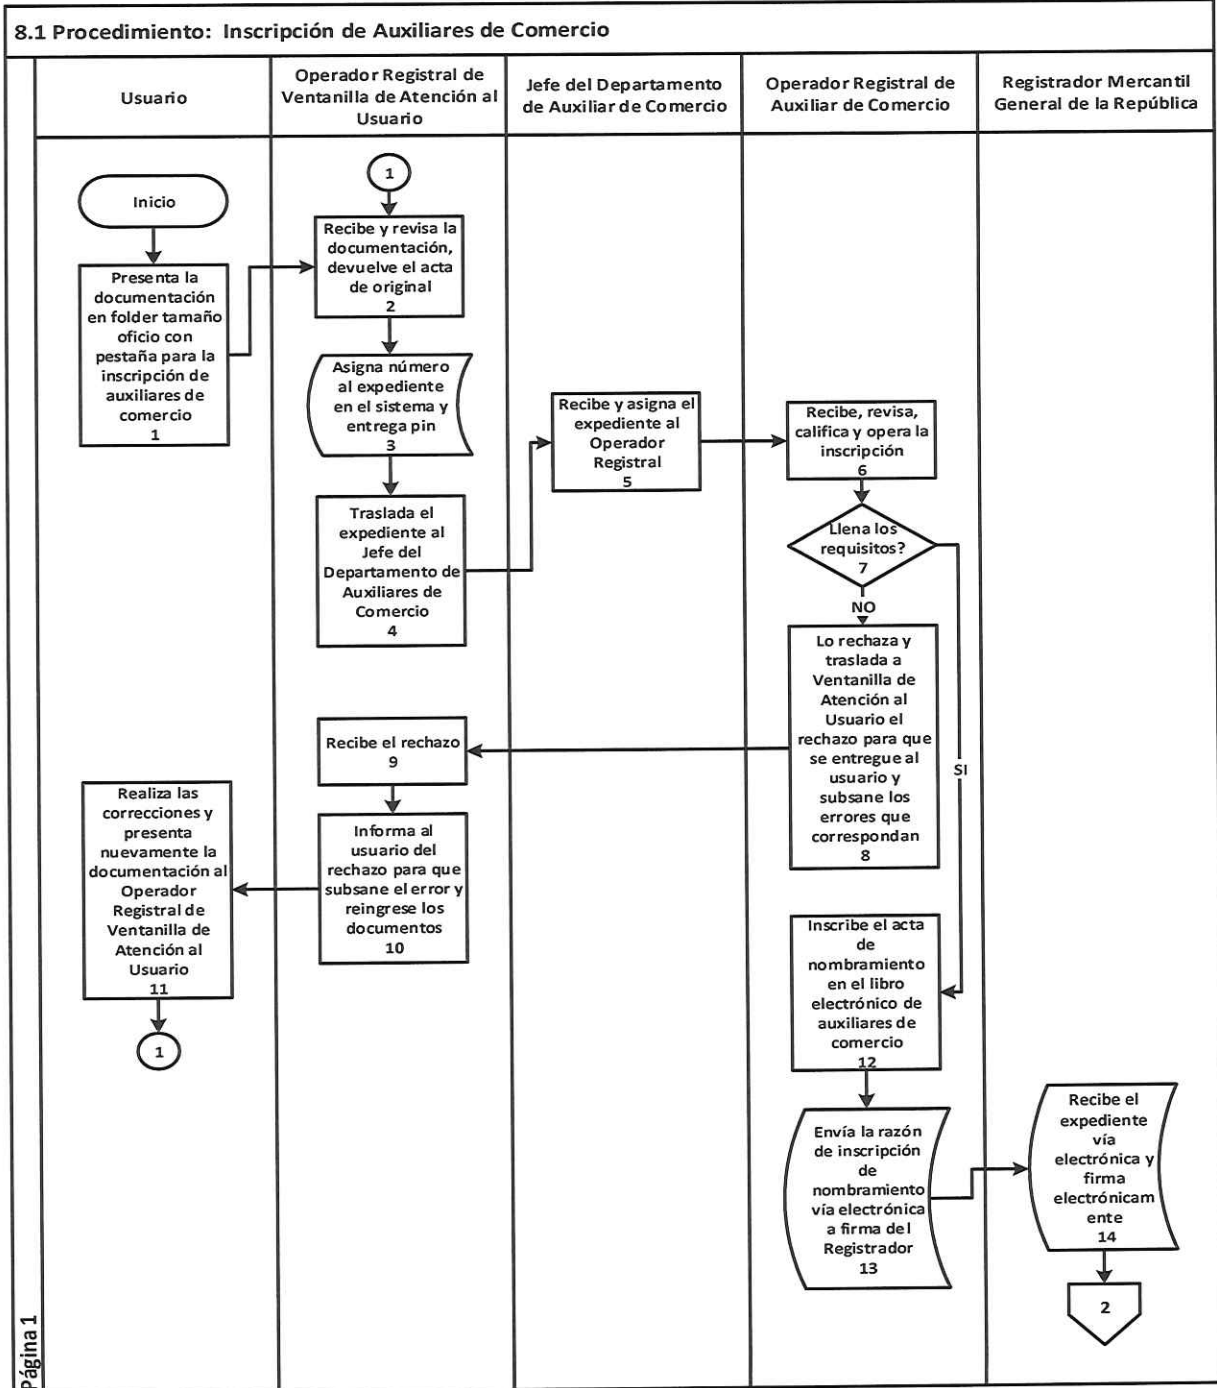 8.1 Procedimiento: Inscripción de Auxiliares de Comercio
Usuario
Operador Registral de
Ventanilla de Atención al
Usuario
Jefe del Departamento
de Auxiliar de Comercio
Operador Registral de
Auxiliar de Comercio
Registrador Mercantil
General de la República
Inicio
Presenta la
documentación
en folder tamaño
oficio con
pestaña para la
inscripción de
auxiliares de
comercio
1
1
Recibe y revisa la
documentación,
devuelve el acta
de original
2
Asigna número
al expediente
en el sistema y
entrega pin
3
Traslada el
expediente al
Jefe del
Departamento de
Auxiliares de
Comercio
4
Recibe y asigna el
expediente al
Operador
Registral
5
Recibe, revisa,
califica y opera la
inscripción
6
Llena los
requisitos?
7
NO
SI
Lo rechaza y
traslada a
Ventanilla de
Atención al
Usuario el
rechazo para que
se entregue al
usuario y
subsane los
errores que
correspondan
8
Recibe el rechazo
9
Informa al
usuario del
rechazo para que
subsane el error y
reingrese los
documentos
10
Realiza las
correcciones y
presenta
nuevamente la
documentación al
Operador
Registral de
Ventanilla de
Atención al
Usuario
11
1
Inscribe el acta
de
nombramiento
en el libro
electrónico de
auxiliares de
comercio
12
Envía la razón
de inscripción
de
nombramiento
vía electrónica
a firma del
Registrador
13
Recibe el
expediente
vía
electrónica y
firma
electrónicam
ente
14
2
Página 1